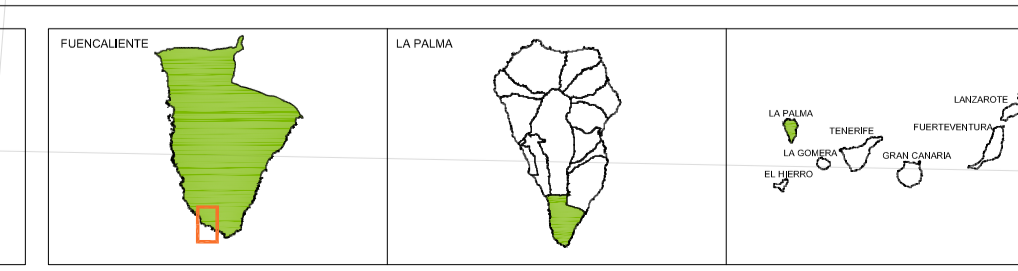 FUENCALIENTE
LA PALMA
LA PALMA
LANZAROTE
FUERTEVENTURA
TENERIFE
LA GOMERA
GRAN CANARIA
EL HIERRO